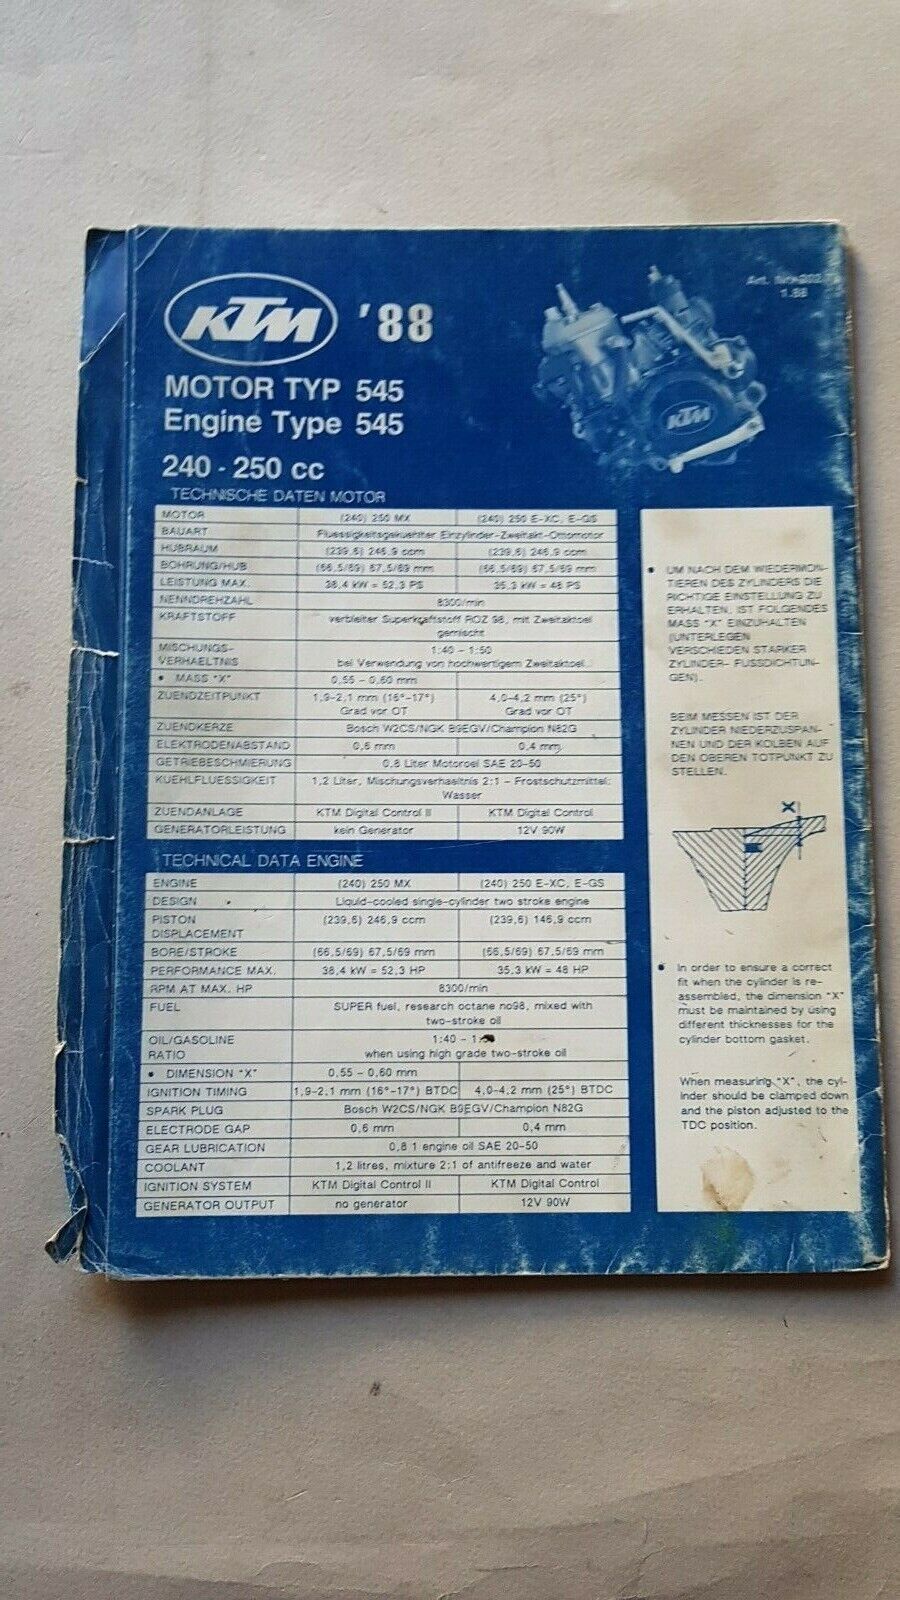 KTM '88
Art. Nr.
1.88
MOTOR TYP 545
Engine Type 545
KTM
240 - 250 cc
TECHNISCHE DATEN MOTOR
MOTOR (240) 250 MX (240) 250 E-XC, E-GS
BAUART Fluessigkeitsgekuehlter Einzylinder-Zweitakt-Ottomotor
HUBRAUM (239,6) 246,9 ccm (239,6) 246,9 ccm
BOHRUNG/HUB (66,5/69) 67,5/69 mm (66,5/69) 67,5/69 mm
LEISTUNG MAX. 38,4 kW = 52,3 PS 35,3 kW = 48 PS
NENNDREHZAHL 8300/min
KRAFTSTOFF verbleiter Superkraftstoff ROZ 98, mit Zweitaktoel
gemischt
MISCHUNGS- 1:40 - 1:50
VERHAELTNIS bei Verwendung von hochwertigem Zweitaktoel
• MASS "X" 0,55 - 0,60 mm
ZUENDZEITPUNKT 1,9-2,1 mm (16°-17°) 4,0-4,2 mm (25°)
Grad vor OT Grad vor OT
ZUENDKERZE Bosch W2CS/NGK B9EGV/Champion N82G
ELEKTRODENABSTAND 0,6 mm 0,4 mm
GETRIEBESCHMIERUNG 0,8 Liter Motoroel SAE 20-50
KUEHLFLUESSIGKEIT 1,2 Liter, Mischungsverhaeltnis 2:1 - Frostschutzmittel:
Wasser
ZUENDANLAGE KTM Digital Control II KTM Digital Control
GENERATORLEISTUNG kein Generator 12V 90W
• UM NACH DEM WIEDERMON-
TIEREN DES ZYLINDERS DIE
RICHTIGE EINSTELLUNG ZU
ERHALTEN, IST FOLGENDES
MASS "X" EINZUHALTEN
(UNTERLEGEN
VERSCHIEDEN STARKER
ZYLINDER- FUSSDICHTUN-
GEN).
BEIM MESSEN IST DER
ZYLINDER NIEDERZUSPAN-
NEN UND DER KOLBEN AUF
DEN OBEREN TOTPUNKT ZU
STELLEN.
X
TECHNICAL DATA ENGINE
ENGINE (240) 250 MX (240) 250 E-XC, E-GS
DESIGN Liquid-cooled single-cylinder two stroke engine
PISTON (239,6) 246,9 ccm (239,6) 146,9 ccm
DISPLACEMENT
BORE/STROKE (66,5/69) 67,5/69 mm (66,5/69) 67,5/69 mm
PERFORMANCE MAX. 38,4 kW = 52,3 HP 35,3 kW = 48 HP
RPM AT MAX. HP 8300/min
FUEL SUPER fuel, research octane no98, mixed with
two-stroke oil
OIL/GASOLINE 1:40 -
RATIO when using high grade two-stroke oil
• DIMENSION "X" 0,55 - 0,60 mm
IGNITION TIMING 1,9-2,1 mm (16°-17°) BTDC 4,0-4,2 mm (25°) BTDC
SPARK PLUG Bosch W2CS/NGK B9EGV/Champion N82G
ELECTRODE GAP 0,6 mm 0,4 mm
GEAR LUBRICATION 0,8 1 engine oil SAE 20-50
COOLANT 1,2 litres, mixture 2:1 of antifreeze and water
IGNITION SYSTEM KTM Digital Control II KTM Digital Control
GENERATOR OUTPUT no generator 12V 90W
• In order to ensure a correct
fit when the cylinder is re-
assembled, the dimension "X"
must be maintained by using
different thicknesses for the
cylinder bottom gasket.
When measuring "X", the cyl-
inder should be clamped down
and the piston adjusted to the
TDC position.